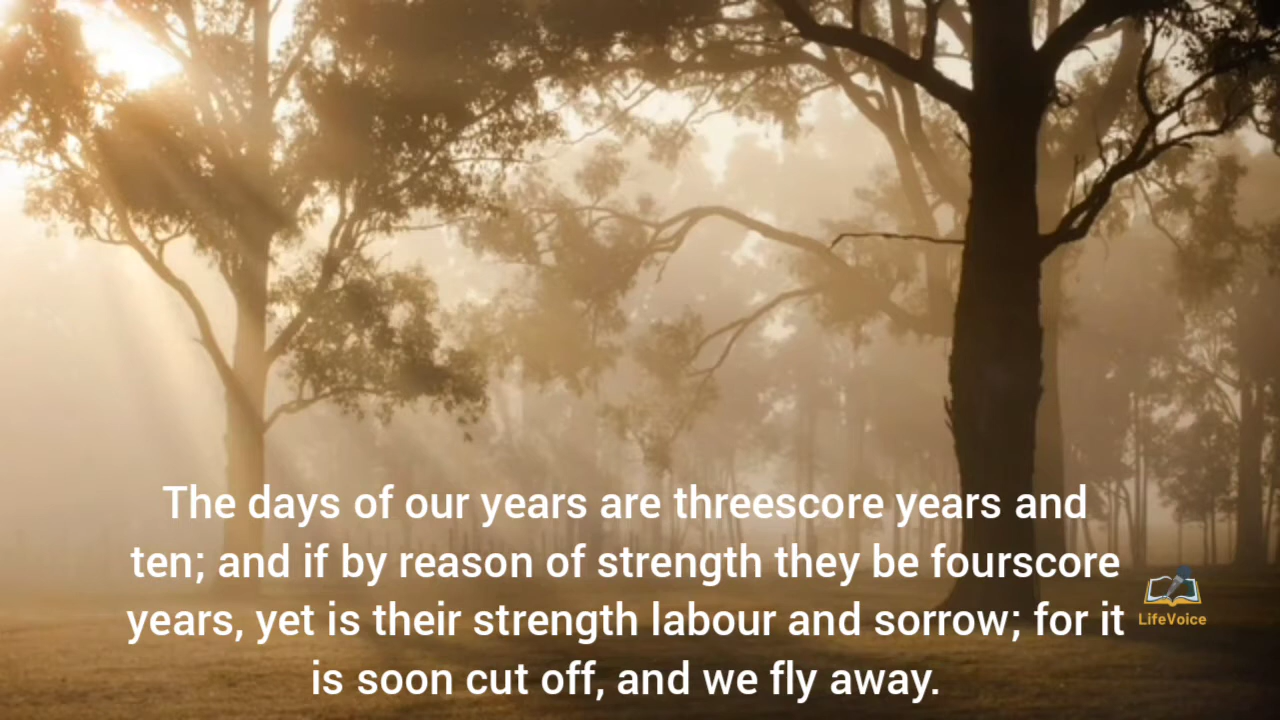 The days of our years are threescore years and
ten; and if by reason of strength they be fourscore
years, yet is their strength labour and sorrow; for it
is soon cut off, and we fly away.
LifeVoice